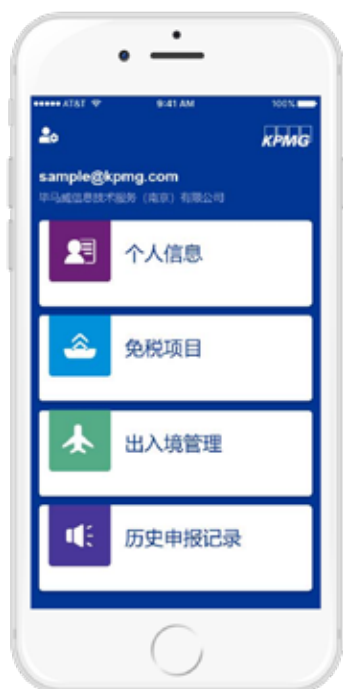 AT&T 9:41 AM 100%
KPMG
sample@kpmg.com
毕马威信息技术服务（南京）有限公司
个人信息
免税项目
出入境管理
历史申报记录